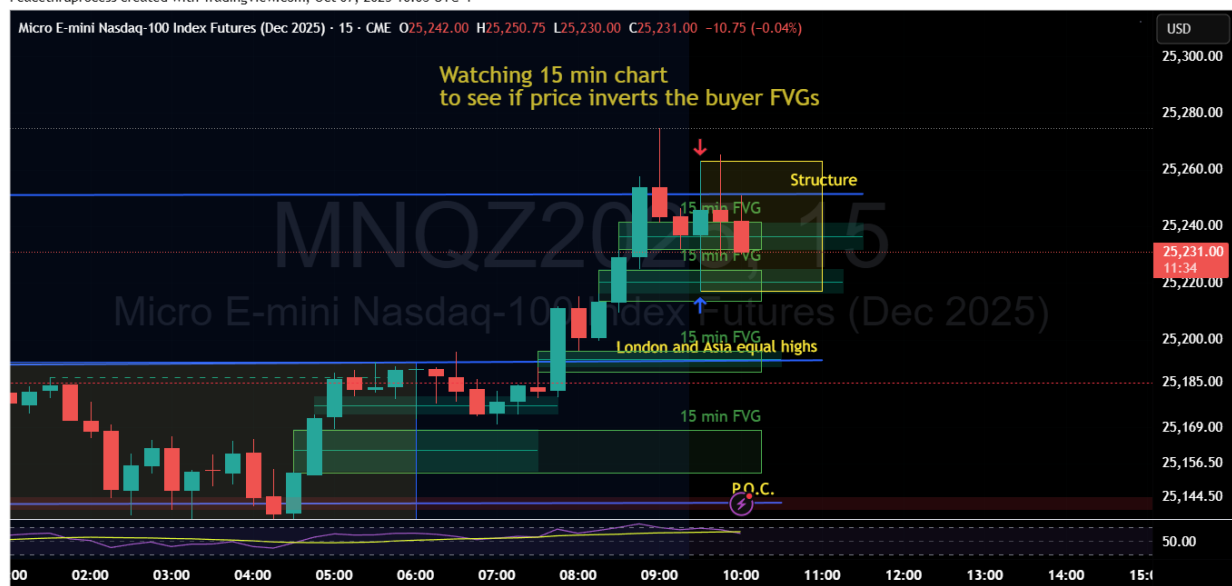 Micro E-mini Nasdaq-100 Index Futures (Dec 2025) · 15 · CME O25,242.00 H25,250.75 L25,230.00 C25,231.00 −10.75 (−0.04%)
USD
Watching 15 min chart
to see if price inverts the buyer FVGs
25,300.00
25,280.00
25,260.00
Structure
MNQZ2025, 15
15 min FVG
25,240.00
25,231.00
11:34
15 min FVG
25,220.00
Micro E-mini Nasdaq-100 Index Futures (Dec 2025)
15 min FVG
London and Asia equal highs
25,200.00
25,185.00
15 min FVG
25,169.00
25,156.50
P.O.C.
25,144.50
50.00
:00 02:00 03:00 04:00 05:00 06:00 07:00 08:00 09:00 10:00 11:00 12:00 13:00 14:00 15:0